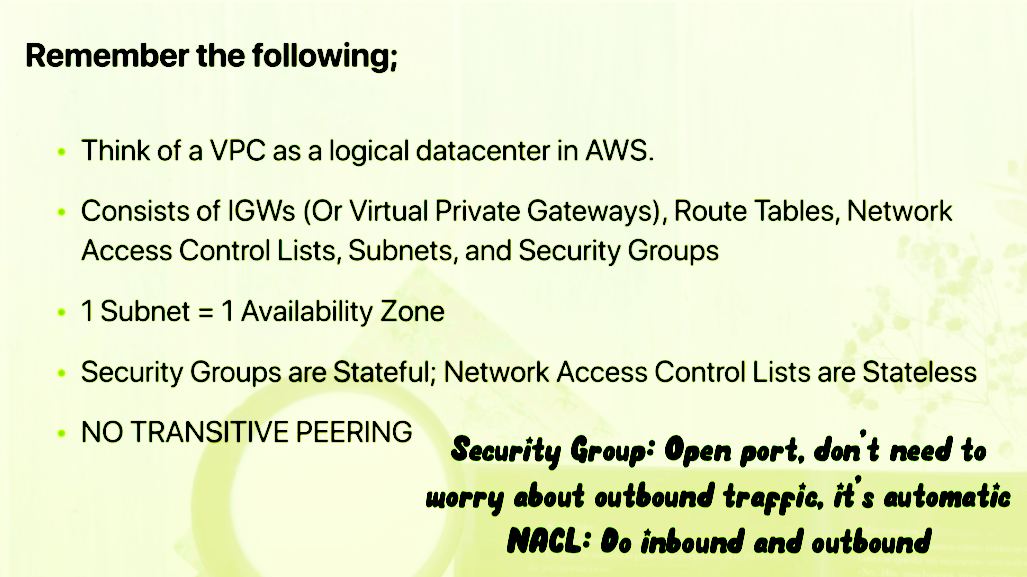 Remember the following;
• Think of a VPC as a logical datacenter in AWS.
• Consists of IGWs (Or Virtual Private Gateways), Route Tables, Network
Access Control Lists, Subnets, and Security Groups
• 1 Subnet = 1 Availability Zone
• Security Groups are Stateful; Network Access Control Lists are Stateless
• NO TRANSITIVE PEERING
Security Group: Open port, don't need to
worry about outbound traffic, it's automatic
NACL: Do inbound and outbound